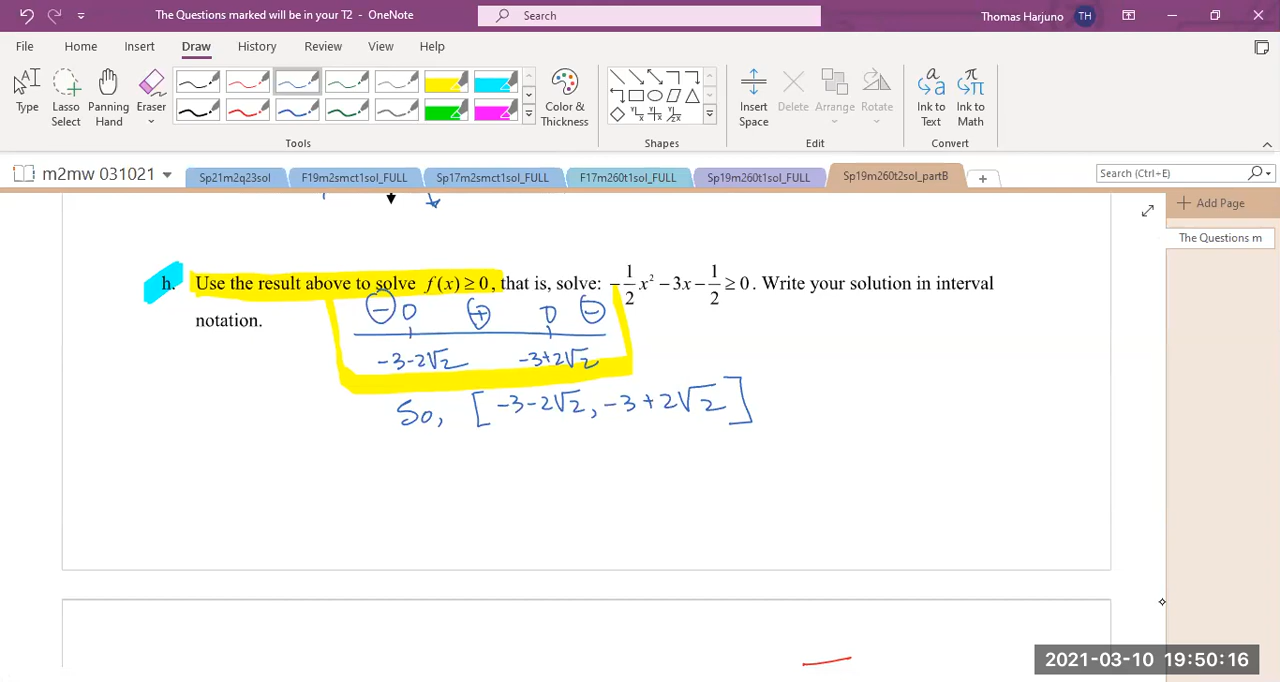 The Questions marked will be in your T2 - OneNote
Search
Thomas Harjuno TH
File Home Insert Draw History Review View Help
Type
Lasso Select
Panning Hand
Eraser
Color & Thickness
Insert Space
Delete
Arrange
Rotate
Ink to Text
Ink to Math
Tools
Shapes
Edit
Convert
m2mw 031021
Sp21m2q23sol
F19m2smct1sol_FULL
Sp17m2smct1sol_FULL
F17m260t1sol_FULL
Sp19m260t1sol_FULL
Sp19m260t2sol_partB
Search (Ctrl+E)
Add Page
The Questions m
h. Use the result above to solve f(x) ≥ 0, that is, solve: -1/2 x² - 3x - 1/2 ≥ 0. Write your solution in interval
notation.
⊖ 0 ⊕ 0 ⊖
-3-2√2 -3+2√2
So, [-3-2√2, -3+2√2]
2021-03-10 19:50:16